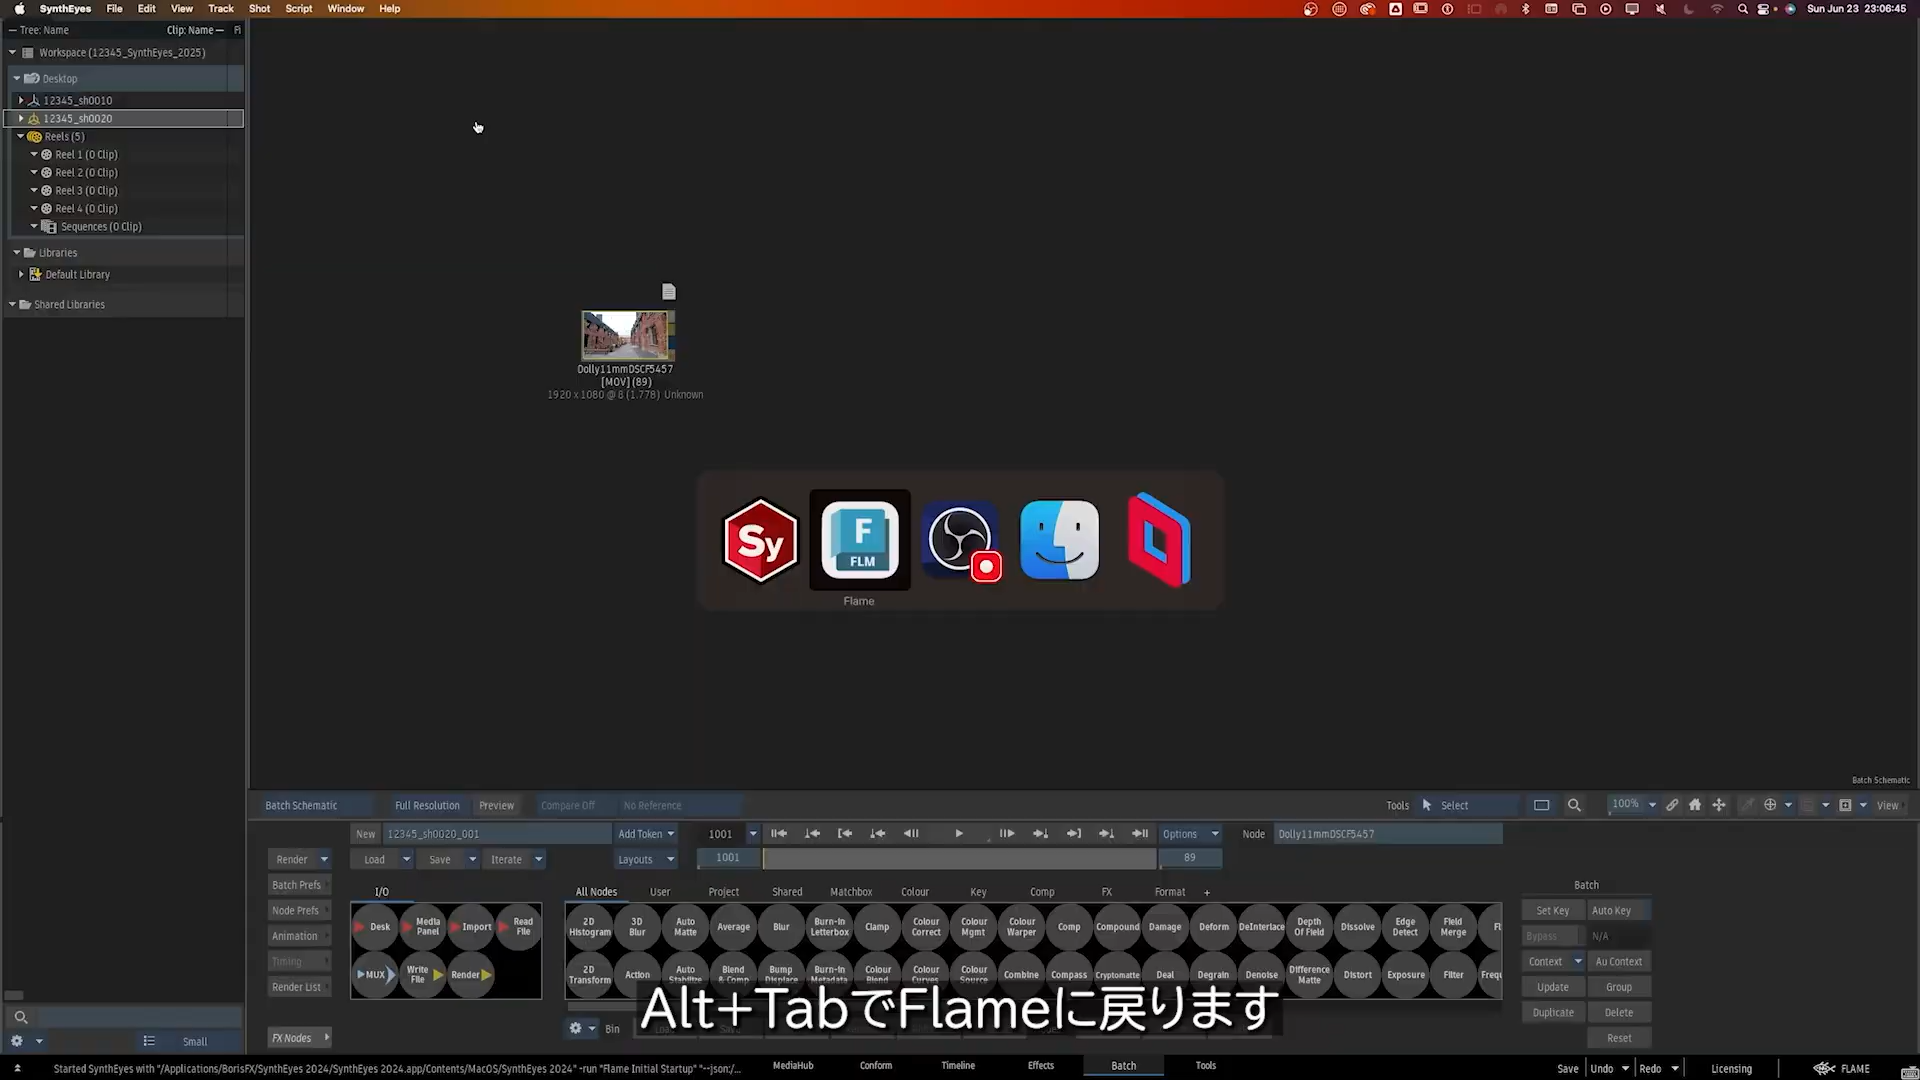 SynthEyes File Edit View Track Shot Script Window Help
Sun Jun 23 23:06:45
Tree: Name Clip: Name Fi
Workspace (12345_SynthEyes_2025)
Desktop
12345_sh0010
12345_sh0020
Reels (5)
Reel 1 (0 Clip)
Reel 2 (0 Clip)
Reel 3 (0 Clip)
Reel 4 (0 Clip)
Sequences (0 Clip)
Libraries
Default Library
Shared Libraries
Dolly11mmDSCF5457
[MOV] (89)
1920 x 1080 @ 8 (1.778) Unknown
Sy
F
FLM
Flame
Batch Schematic
Batch Schematic Full Resolution Preview Compare Off No Reference Tools Select 100% View
New 12345_sh0020_001 Add Token 1001 Options Node Dolly11mmDSCF5457
Render Load Save Iterate Layouts 1001 89
Batch Prefs I/O All Nodes User Project Shared Matchbox Colour Key Comp FX Format + Batch
Node Prefs
Animation
Timing
Render List
FX Nodes
Desk Media Panel Import Read File
MUX Write File Render
2D Histogram 3D Blur Auto Matte Average Blur Burn-in Letterbox Clamp Colour Correct Colour Mgmt Colour Warper Comp Compound Damage Deform DeInterlace Depth Of Field Dissolve Edge Detect Field Merge Fl
2D Transform Action Auto Stabilize Blend & Comp Bump Displace Burn-in Metadata Colour Blend Colour Curves Colour Source Combine Compass Cryptomatte Deal Degrain Denoise Difference Matte Distort Exposure Filter Freq
Set Key Auto Key
Bypass N/A
Context Au Context
Update Group
Duplicate Delete
Reset
Bin
Alt+TabでFlameに戻ります
Small
Started SynthEyes with "/Applications/BorisFX/SynthEyes 2024/SynthEyes 2024.app/Contents/MacOS/SynthEyes 2024" -run "Flame Initial Startup" "--json:/...
MediaHub Conform Timeline Effects Batch Tools
Save Undo Redo Licensing FLAME